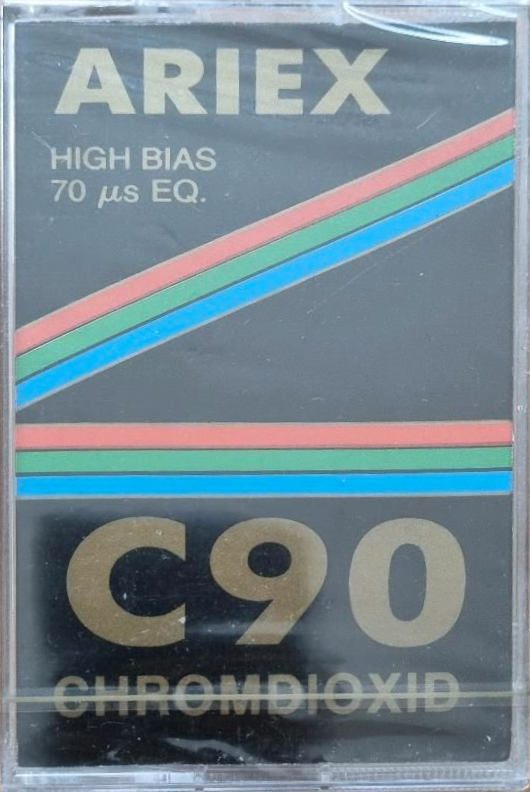 ARIEX
HIGH BIAS
70 µs EQ.
C90
CHROMDIOXID